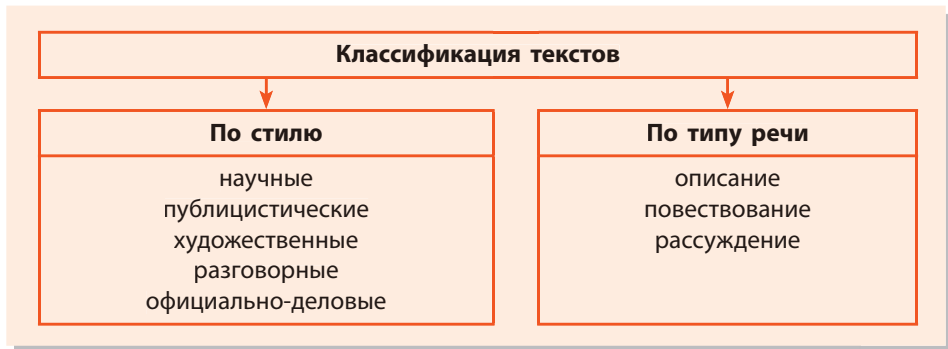 Классификация текстов
По стилю
научные
публицистические
художественные
разговорные
официально-деловые
По типу речи
описание
повествование
рассуждение